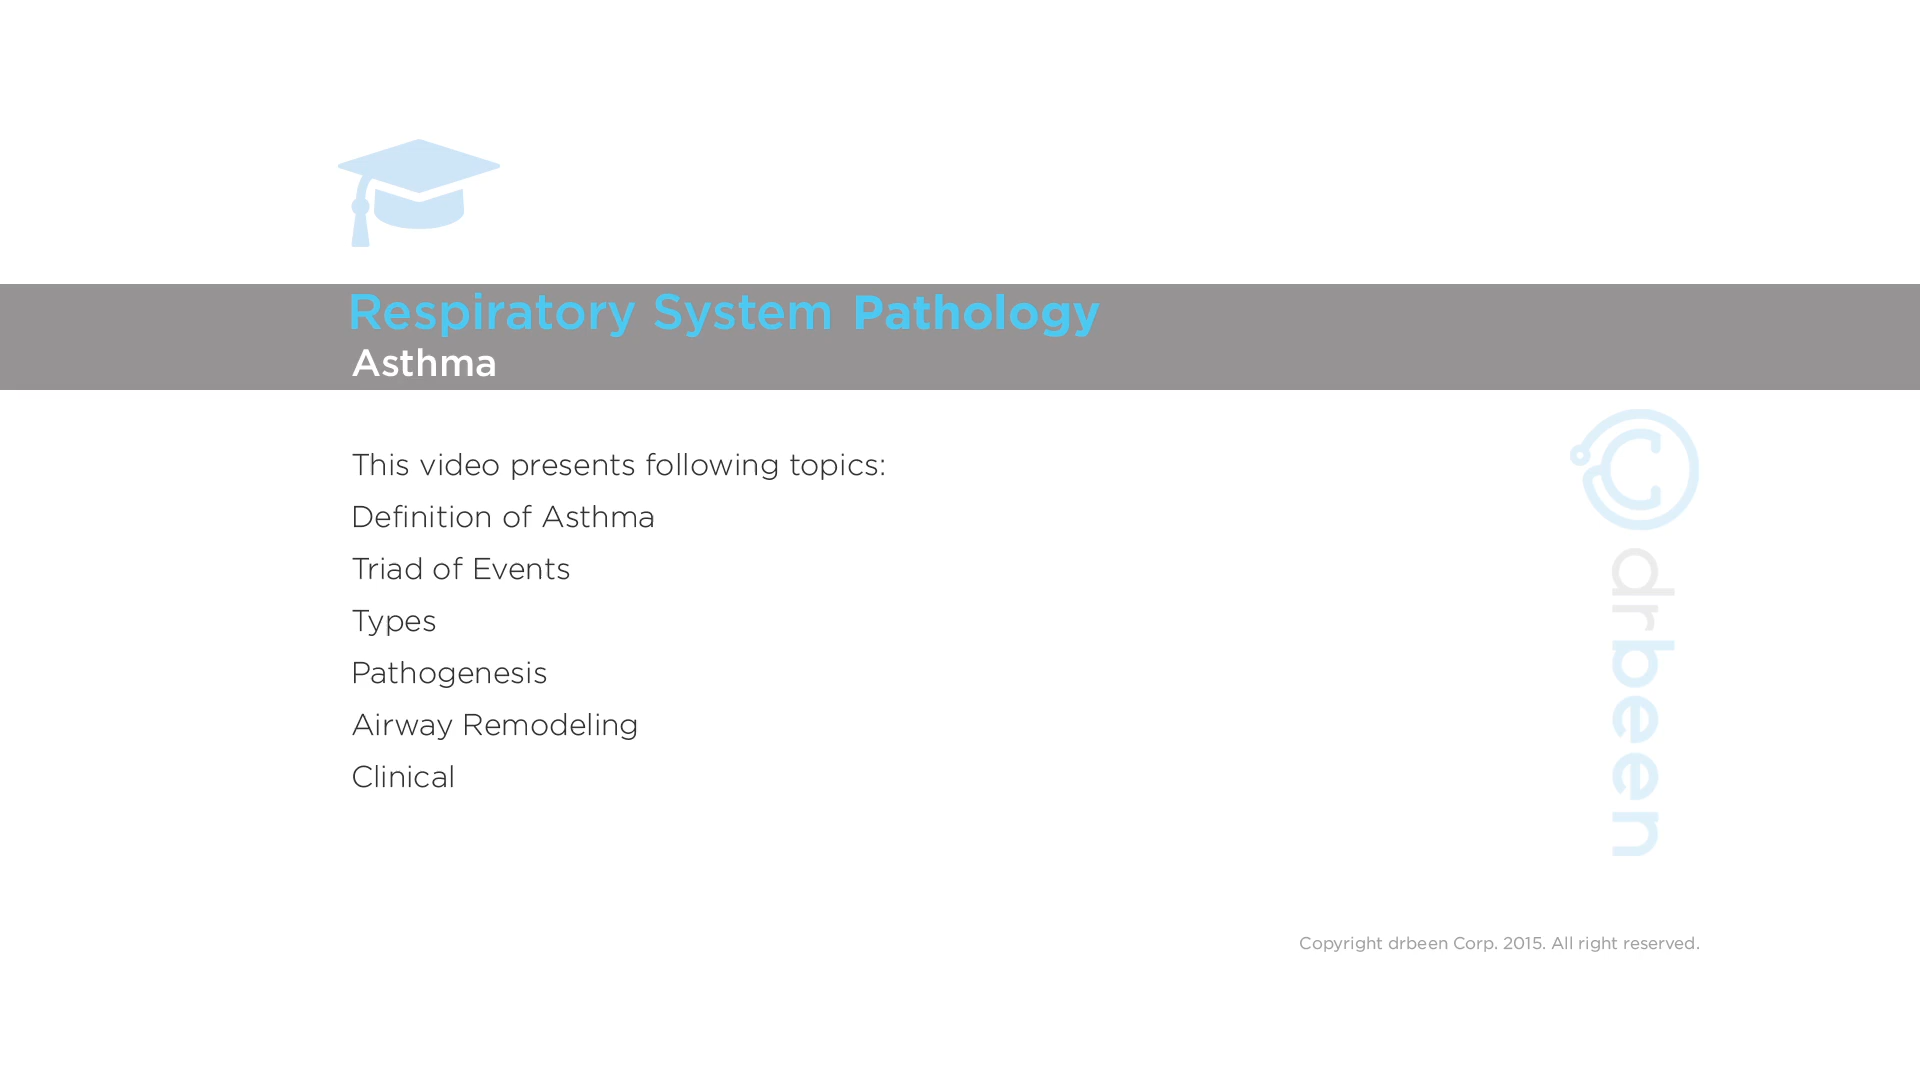 Respiratory System Pathology
Asthma
This video presents following topics:
Definition of Asthma
Triad of Events
Types
Pathogenesis
Airway Remodeling
Clinical
drbeen
Copyright drbeen Corp. 2015. All right reserved.